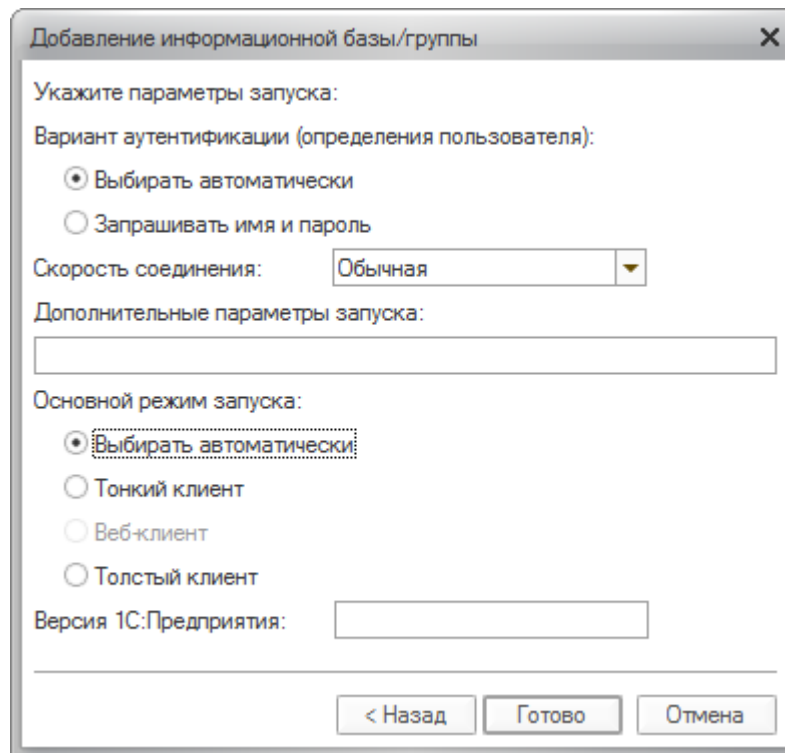 Добавление информационной базы/группы
Укажите параметры запуска:
Вариант аутентификации (определения пользователя):
Выбирать автоматически
Запрашивать имя и пароль
Скорость соединения: Обычная
Дополнительные параметры запуска:
Основной режим запуска:
Выбирать автоматически
Тонкий клиент
Веб-клиент
Толстый клиент
Версия 1С:Предприятия:
< Назад Готово Отмена